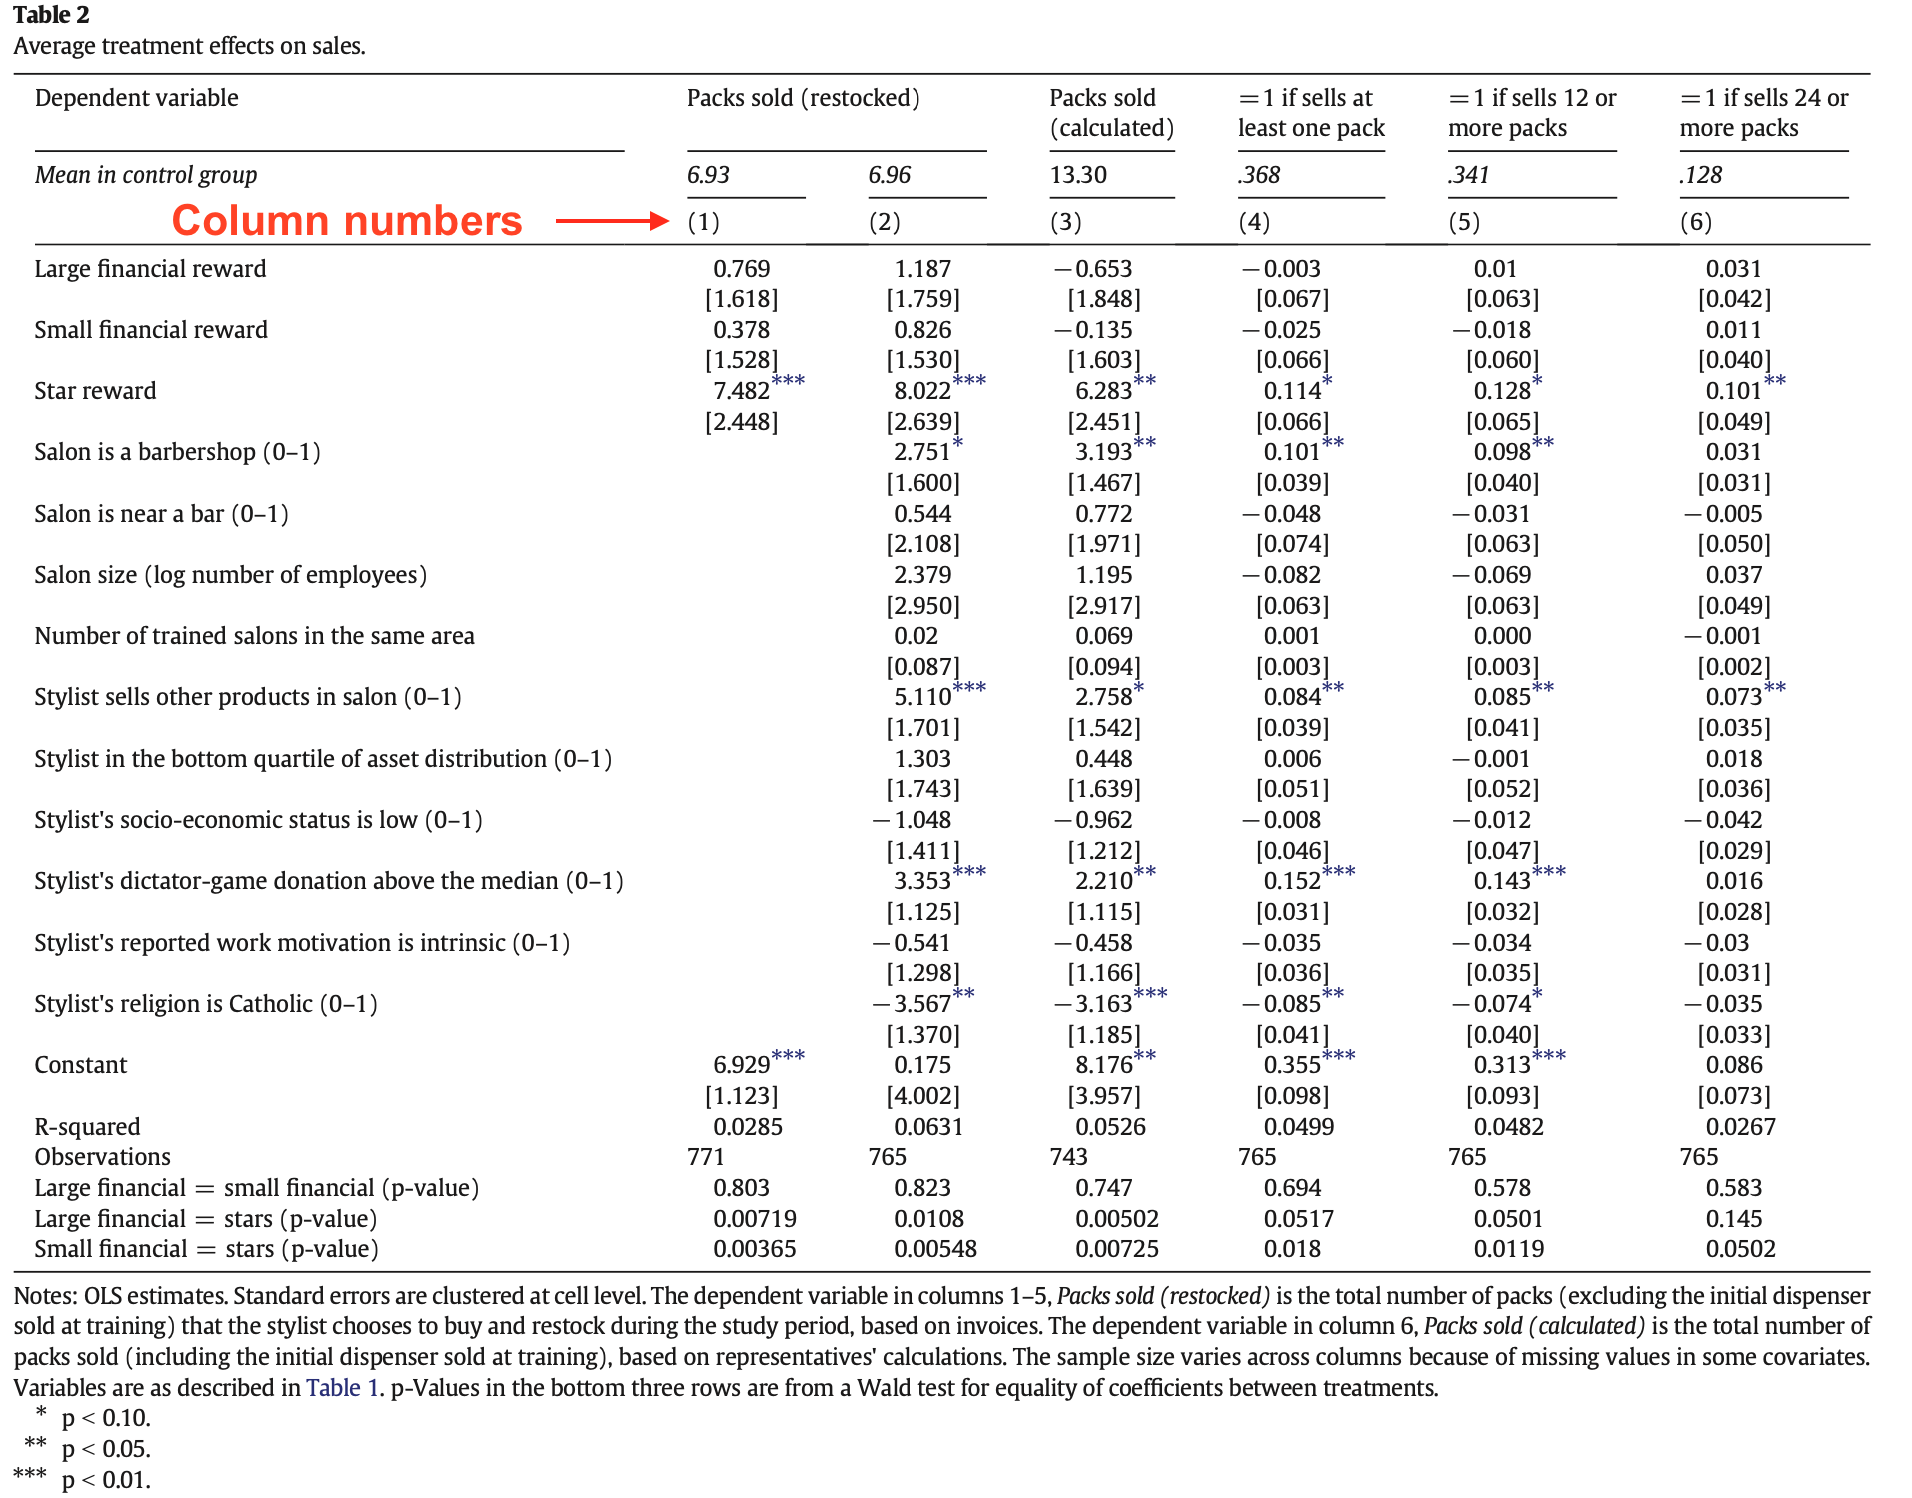 Table 2
Average treatment effects on sales.
Dependent variable Packs sold (restocked) Packs sold (calculated) =1 if sells at least one pack =1 if sells 12 or more packs =1 if sells 24 or more packs
Mean in control group 6.93 6.96 13.30 .368 .341 .128
Column numbers (1) (2) (3) (4) (5) (6)
Large financial reward 0.769 1.187 −0.653 −0.003 0.01 0.031
[1.618] [1.759] [1.848] [0.067] [0.063] [0.042]
Small financial reward 0.378 0.826 −0.135 −0.025 −0.018 0.011
[1.528] [1.530] [1.603] [0.066] [0.060] [0.040]
Star reward 7.482*** 8.022*** 6.283** 0.114* 0.128* 0.101**
[2.448] [2.639] [2.451] [0.066] [0.065] [0.049]
Salon is a barbershop (0–1) 2.751* 3.193** 0.101** 0.098** 0.031
[1.600] [1.467] [0.039] [0.040] [0.031]
Salon is near a bar (0–1) 0.544 0.772 −0.048 −0.031 −0.005
[2.108] [1.971] [0.074] [0.063] [0.050]
Salon size (log number of employees) 2.379 1.195 −0.082 −0.069 0.037
[2.950] [2.917] [0.063] [0.063] [0.049]
Number of trained salons in the same area 0.02 0.069 0.001 0.000 −0.001
[0.087] [0.094] [0.003] [0.003] [0.002]
Stylist sells other products in salon (0–1) 5.110*** 2.758* 0.084** 0.085** 0.073**
[1.701] [1.542] [0.039] [0.041] [0.035]
Stylist in the bottom quartile of asset distribution (0–1) 1.303 0.448 0.006 −0.001 0.018
[1.743] [1.639] [0.051] [0.052] [0.036]
Stylist's socio-economic status is low (0–1) −1.048 −0.962 −0.008 −0.012 −0.042
[1.411] [1.212] [0.046] [0.047] [0.029]
Stylist's dictator-game donation above the median (0–1) 3.353*** 2.210** 0.152*** 0.143*** 0.016
[1.125] [1.115] [0.031] [0.032] [0.028]
Stylist's reported work motivation is intrinsic (0–1) −0.541 −0.458 −0.035 −0.034 −0.03
[1.298] [1.166] [0.036] [0.035] [0.031]
Stylist's religion is Catholic (0–1) −3.567** −3.163*** −0.085** −0.074* −0.035
[1.370] [1.185] [0.041] [0.040] [0.033]
Constant 6.929*** 0.175 8.176** 0.355*** 0.313*** 0.086
[1.123] [4.002] [3.957] [0.098] [0.093] [0.073]
R-squared 0.0285 0.0631 0.0526 0.0499 0.0482 0.0267
Observations 771 765 743 765 765 765
Large financial = small financial (p-value) 0.803 0.823 0.747 0.694 0.578 0.583
Large financial = stars (p-value) 0.00719 0.0108 0.00502 0.0517 0.0501 0.145
Small financial = stars (p-value) 0.00365 0.00548 0.00725 0.018 0.0119 0.0502
Notes: OLS estimates. Standard errors are clustered at cell level. The dependent variable in columns 1–5, Packs sold (restocked) is the total number of packs (excluding the initial dispenser
sold at training) that the stylist chooses to buy and restock during the study period, based on invoices. The dependent variable in column 6, Packs sold (calculated) is the total number of
packs sold (including the initial dispenser sold at training), based on representatives' calculations. The sample size varies across columns because of missing values in some covariates.
Variables are as described in Table 1. p-Values in the bottom three rows are from a Wald test for equality of coefficients between treatments.
* p < 0.10.
** p < 0.05.
*** p < 0.01.